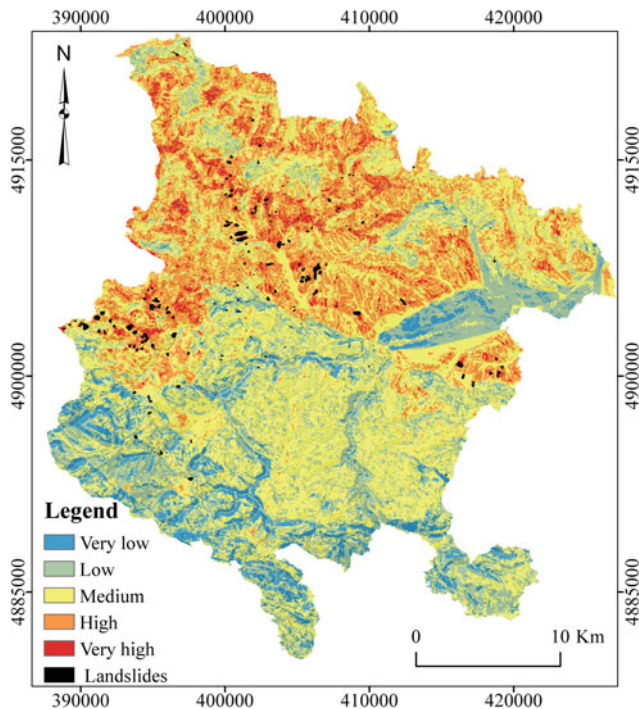 390000 400000 410000 420000
N
4915000 4915000
4900000 4900000
4885000 4885000
Legend
Very low
Low
Medium
High
Very high
Landslides
0 10 Km
390000 400000 410000 420000